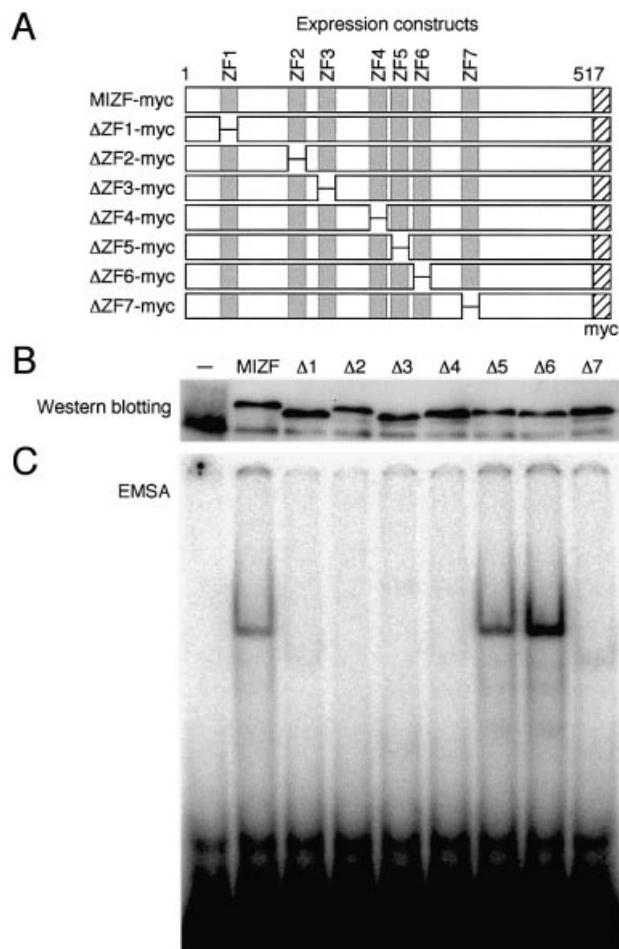 A
Expression constructs
1 ZF1 ZF2 ZF3 ZF4 ZF5 ZF6 ZF7 517
MIZF-myc
ΔZF1-myc
ΔZF2-myc
ΔZF3-myc
ΔZF4-myc
ΔZF5-myc
ΔZF6-myc
ΔZF7-myc
myc
B
– MIZF Δ1 Δ2 Δ3 Δ4 Δ5 Δ6 Δ7
Western blotting
C
EMSA